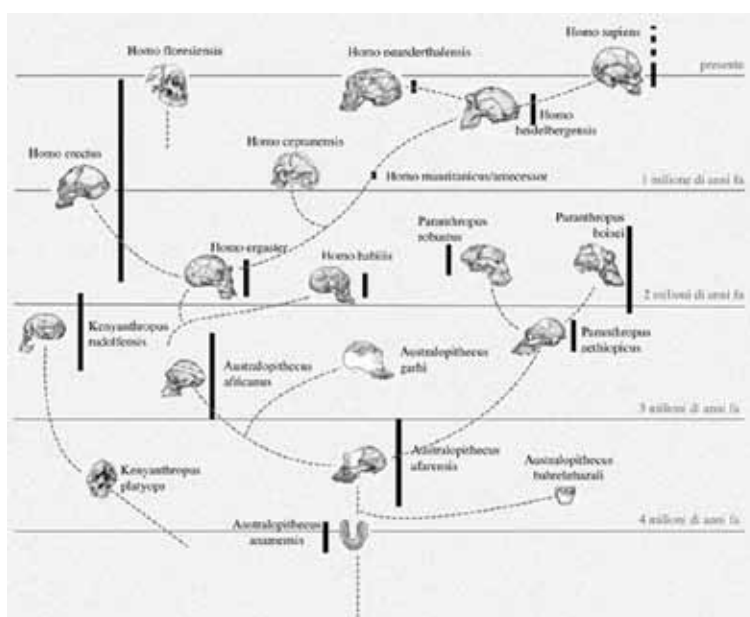 Homo floresiensis
Homo neanderthalensis
Homo sapiens
presente
Homo
heidelbergensis
Homo erectus
Homo cepranensis
Homo mauritanicus/antecessor
1 milione di anni fa
Homo ergaster
Homo habilis
Paranthropus
robustus
Paranthropus
boisei
2 milioni di anni fa
Kenyanthropus
rudolfensis
Australopithecus
africanus
Australopithecus
garhi
Paranthropus
aethiopicus
3 milioni di anni fa
Kenyanthropus
platyops
Australopithecus
afarensis
Australopithecus
bahrelghazali
4 milioni di anni fa
Australopithecus
anamensis